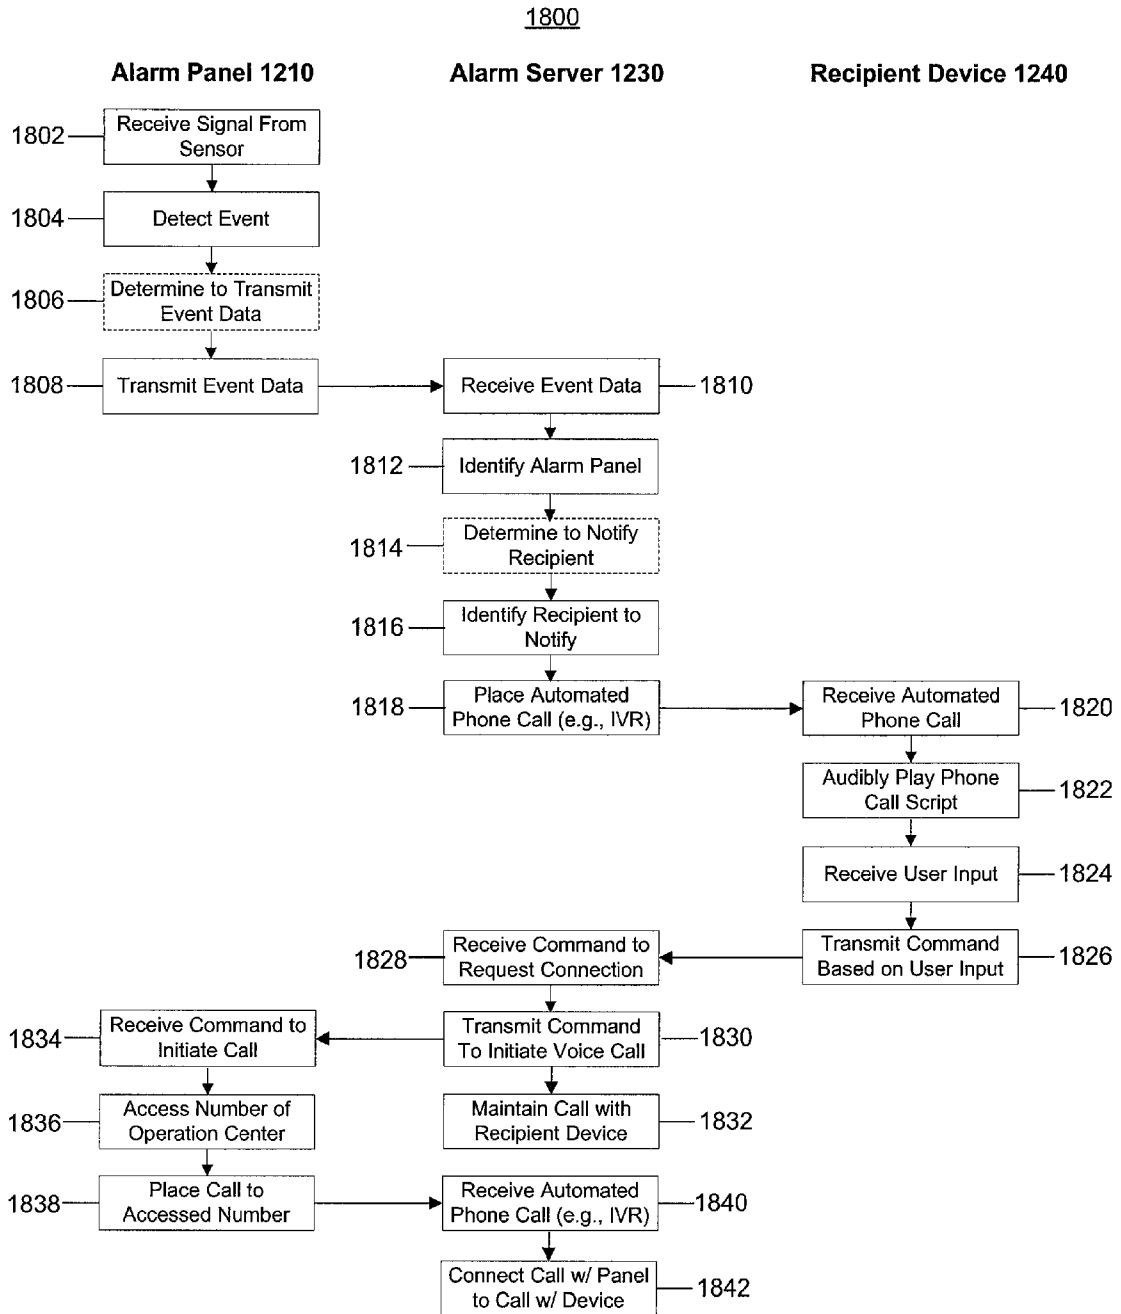 1800
Alarm Panel 1210
Alarm Server 1230
Recipient Device 1240
1802
Receive Signal From
Sensor
1804
Detect Event
1806
Determine to Transmit
Event Data
1808
Transmit Event Data
Receive Event Data
1810
1812
Identify Alarm Panel
1814
Determine to Notify
Recipient
1816
Identify Recipient to
Notify
1818
Place Automated
Phone Call (e.g., IVR)
Receive Automated
Phone Call
1820
Audibly Play Phone
Call Script
1822
Receive User Input
1824
1828
Receive Command to
Request Connection
Transmit Command
Based on User Input
1826
1834
Receive Command to
Initiate Call
Transmit Command
To Initiate Voice Call
1830
1836
Access Number of
Operation Center
Maintain Call with
Recipient Device
1832
1838
Place Call to
Accessed Number
Receive Automated
Phone Call (e.g., IVR)
1840
Connect Call w/ Panel
to Call w/ Device
1842